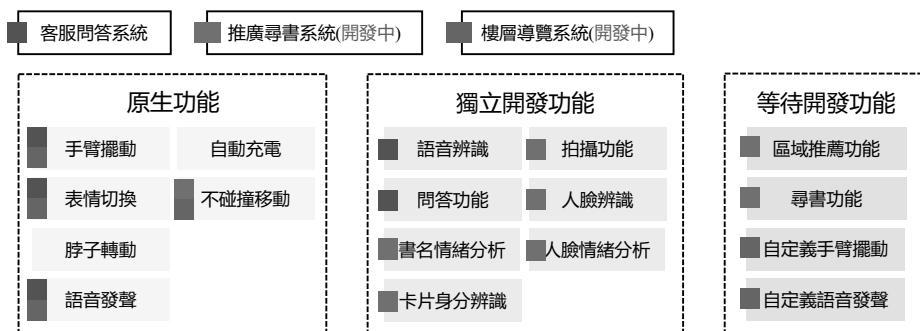 客服問答系統
推廣尋書系統(開發中)
樓層導覽系統(開發中)
原生功能
手臂擺動
自動充電
表情切換
不碰撞移動
脖子轉動
語音發聲
獨立開發功能
語音辨識
拍攝功能
問答功能
人臉辨識
書名情緒分析
人臉情緒分析
卡片身分辨識
等待開發功能
區域推薦功能
尋書功能
自定義手臂擺動
自定義語音發聲